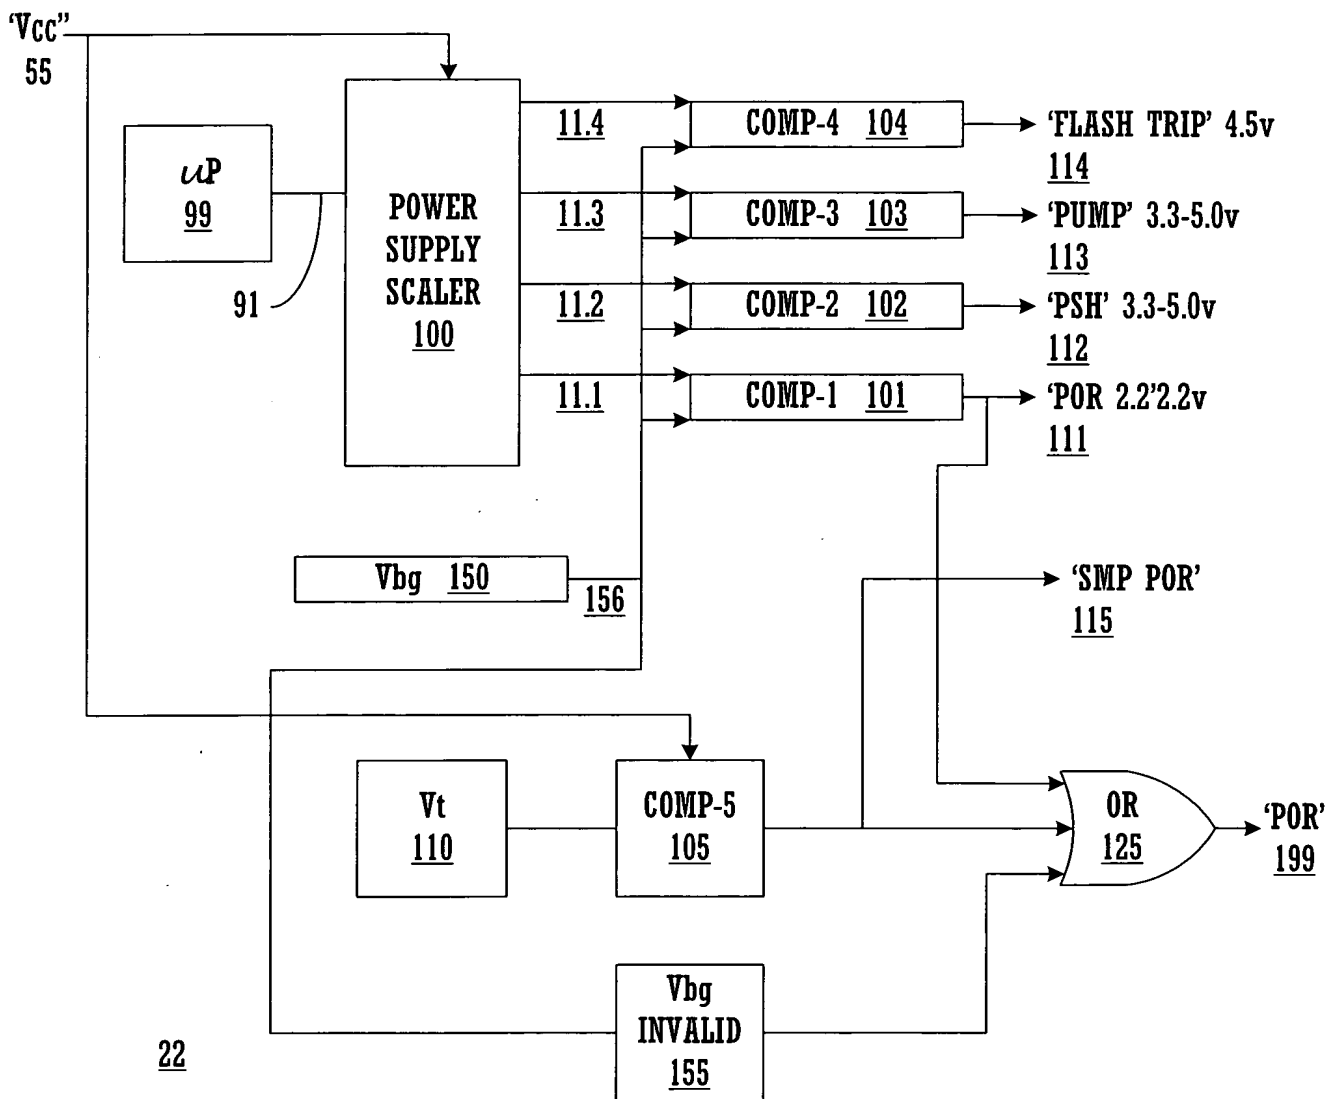 ‘Vcc”
55
uP
99
91
POWER
SUPPLY
SCALER
100
11.4
11.3
11.2
11.1
COMP-4 104
COMP-3 103
COMP-2 102
COMP-1 101
‘FLASH TRIP’ 4.5v
114
‘PUMP’ 3.3-5.0v
113
‘PSH’ 3.3-5.0v
112
‘POR 2.2’2.2v
111
Vbg 150
156
‘SMP POR’
115
Vt
110
COMP-5
105
OR
125
‘POR’
199
Vbg
INVALID
155
22